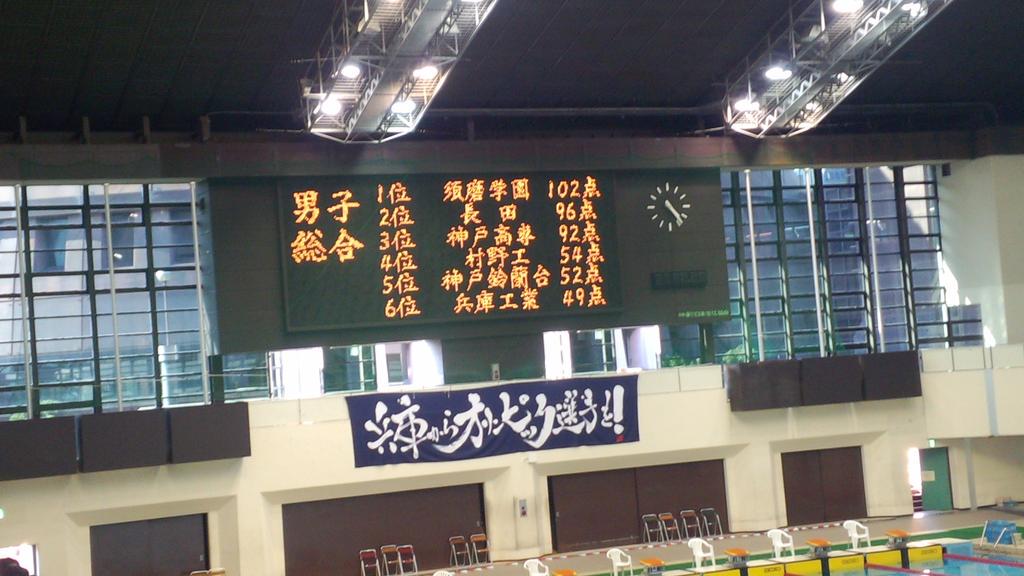 男子
総合
1位 須磨学園 102点
2位 長田 96点
3位 神戸高専 92点
4位 村野工 54点
5位 神戸鈴蘭台 52点
6位 兵庫工業 49点
兵庫からオリンピック選手を!
SEIKO